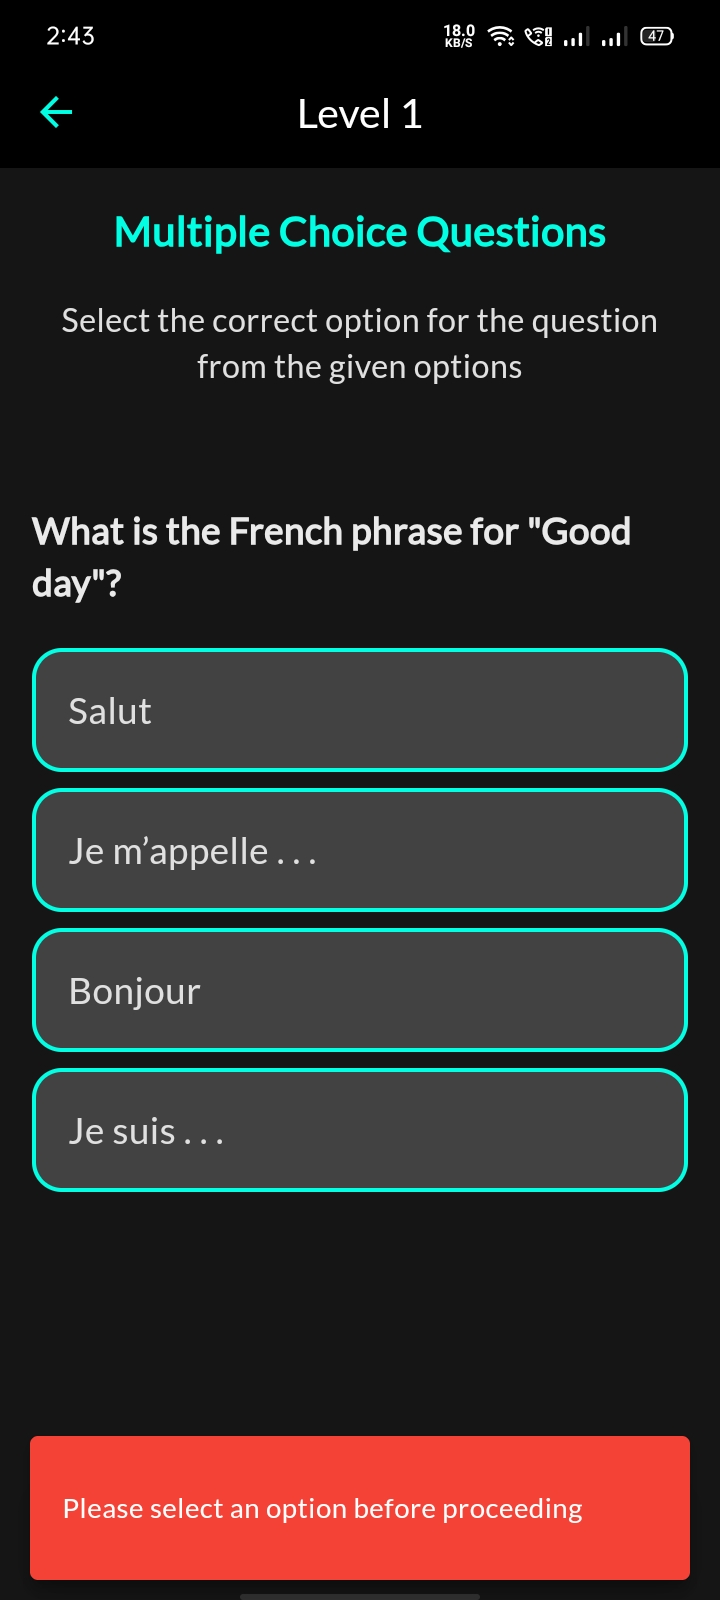 2:43
18.0
KB/S
47
Level 1
Multiple Choice Questions
Select the correct option for the question
from the given options
What is the French phrase for "Good
day"?
Salut
Je m’appelle . . .
Bonjour
Je suis . . .
Please select an option before proceeding